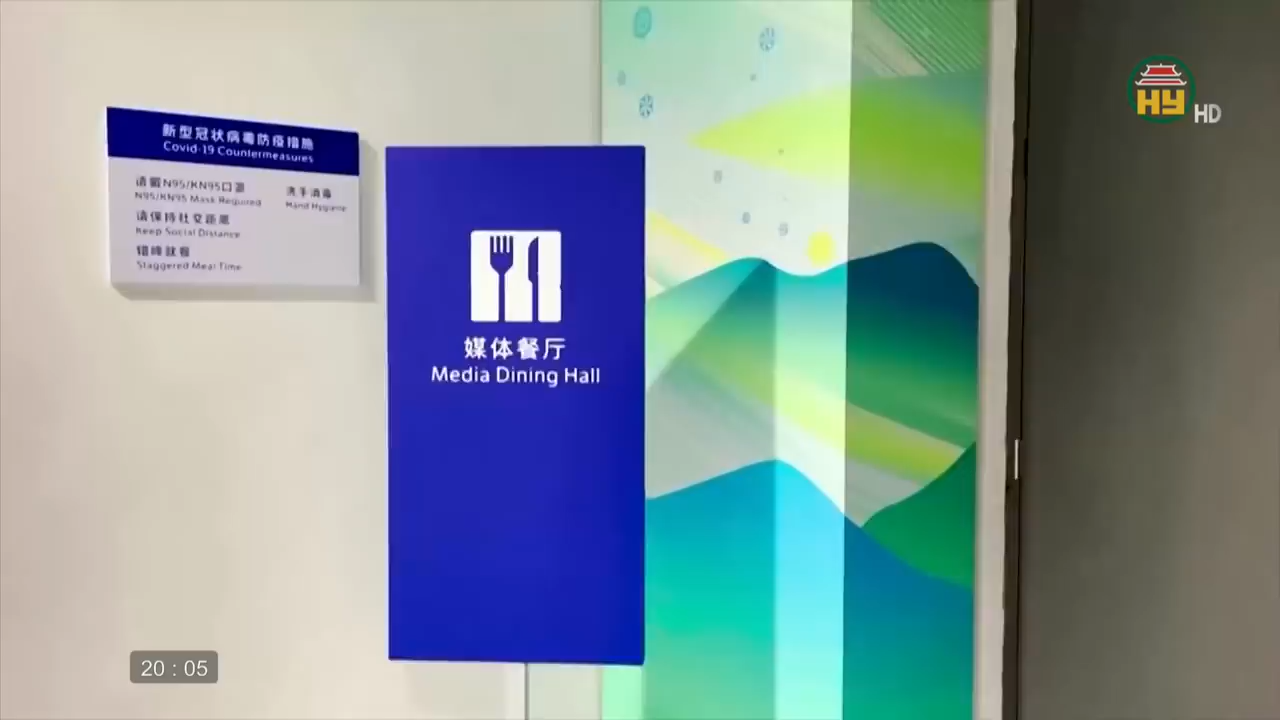 HY HD
新型冠状病毒防疫措施
Covid-19 Countermeasures
请戴N95/KN95口罩
N95/KN95 Mask Required
洗手消毒
Hand Hygiene
请保持社交距离
Keep Social Distance
错峰就餐
Staggered Meal Time
媒体餐厅
Media Dining Hall
20 : 05